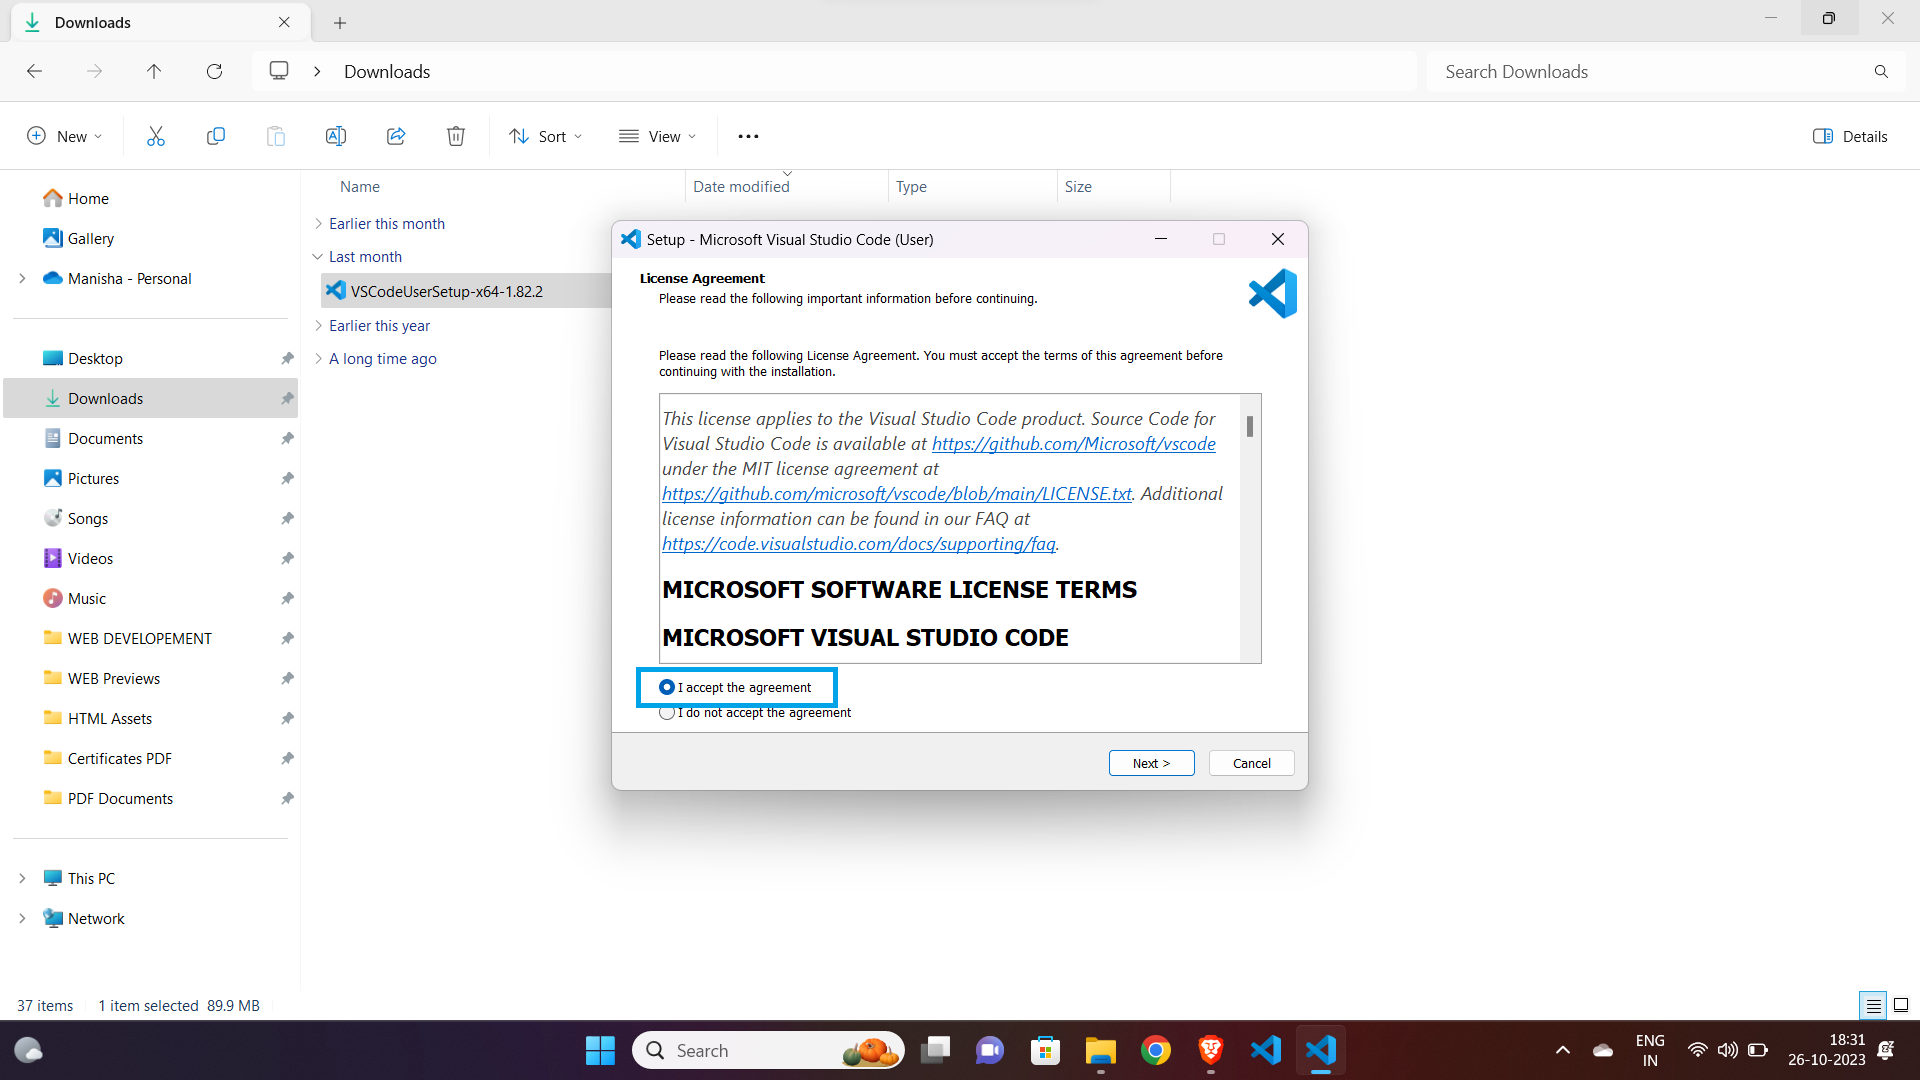 Downloads
Downloads
Search Downloads
New
Sort
View
Details
Name
Date modified
Type
Size
Home
Gallery
Manisha - Personal
Desktop
Downloads
Documents
Pictures
Songs
Videos
Music
WEB DEVELOPEMENT
WEB Previews
HTML Assets
Certificates PDF
PDF Documents
This PC
Network
Earlier this month
Last month
VSCodeUserSetup-x64-1.82.2
Earlier this year
A long time ago
Setup - Microsoft Visual Studio Code (User)
License Agreement
Please read the following important information before continuing.
Please read the following License Agreement. You must accept the terms of this agreement before
continuing with the installation.
This license applies to the Visual Studio Code product. Source Code for
Visual Studio Code is available at https://github.com/Microsoft/vscode
under the MIT license agreement at
https://github.com/microsoft/vscode/blob/main/LICENSE.txt. Additional
license information can be found in our FAQ at
https://code.visualstudio.com/docs/supporting/faq.
MICROSOFT SOFTWARE LICENSE TERMS
MICROSOFT VISUAL STUDIO CODE
I accept the agreement
I do not accept the agreement
Next >
Cancel
37 items
1 item selected 89.9 MB
Search
ENG
IN
18:31
26-10-2023